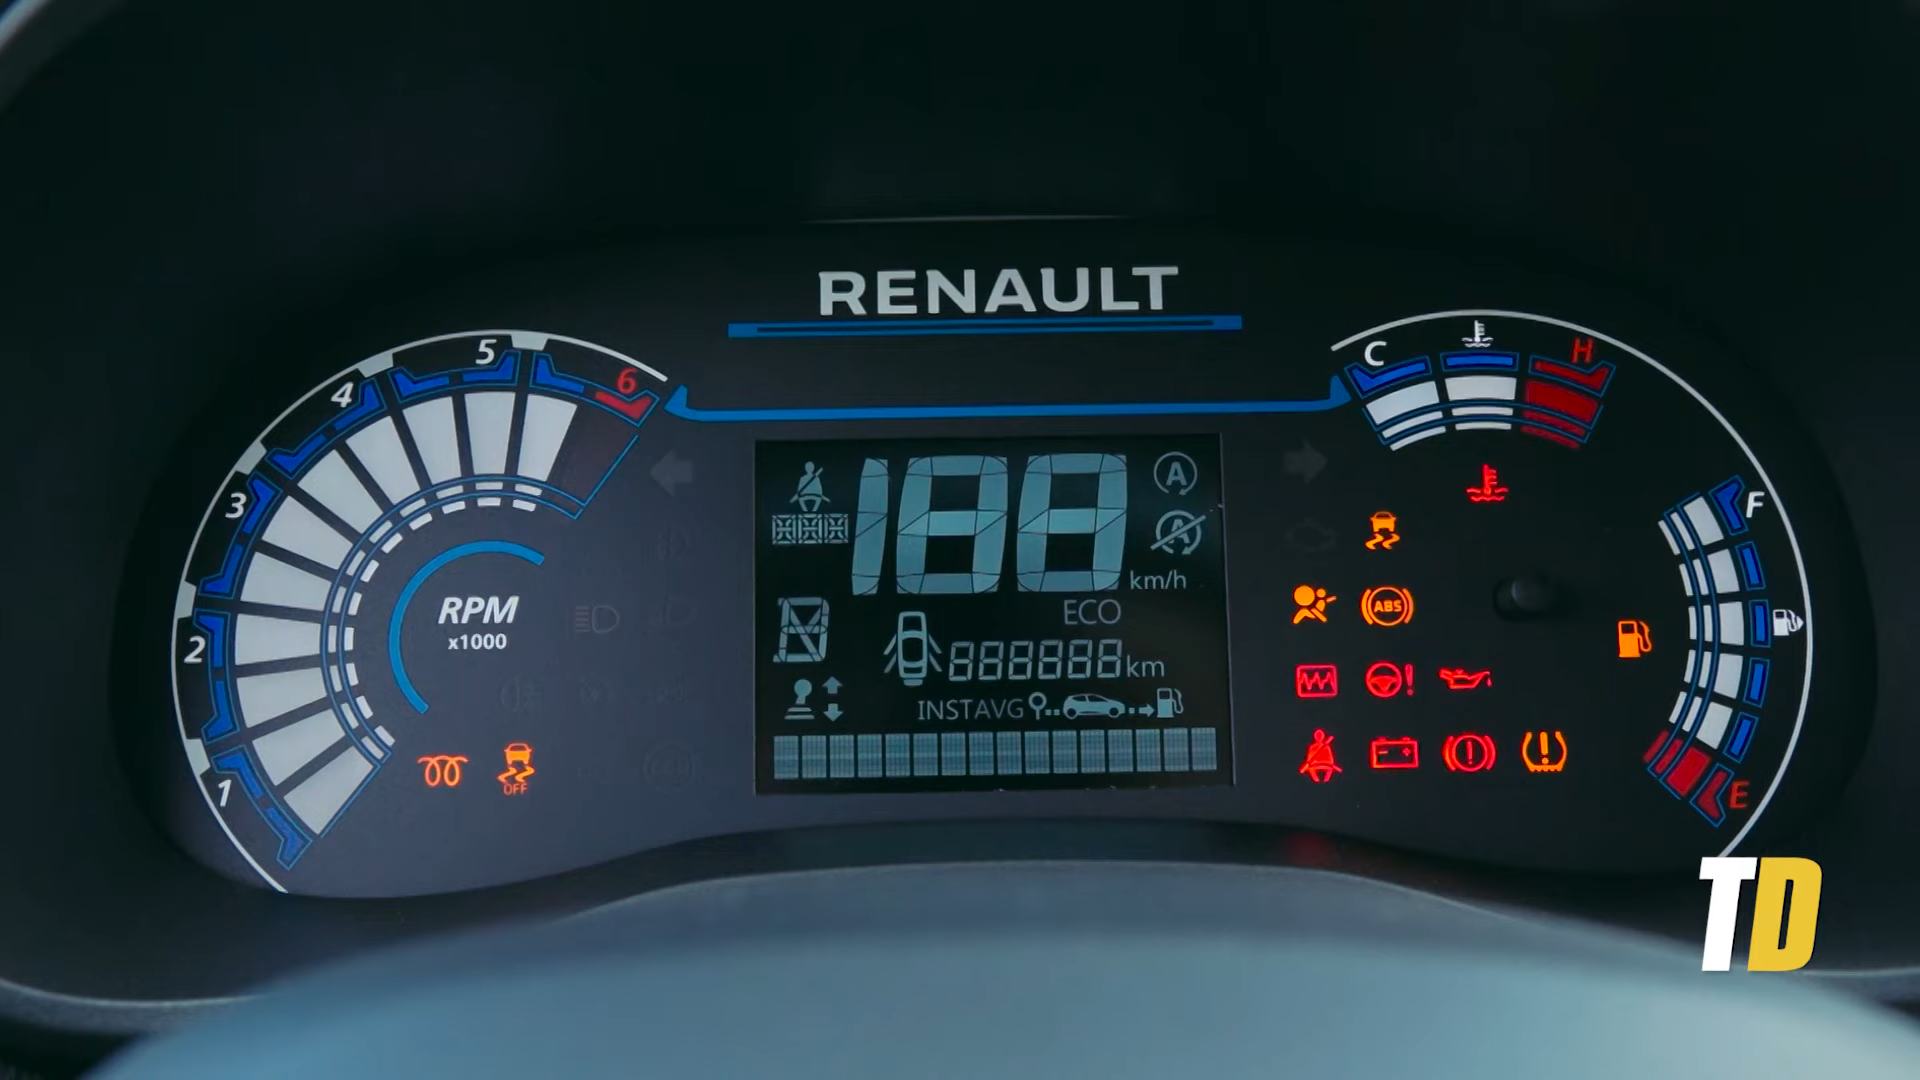 RENAULT
1
2
3
4
5
6
RPM
x1000
OFF
188
km/h
ECO
888888 km
INST AVG
A
A
C
H
ABS
F
E
TD